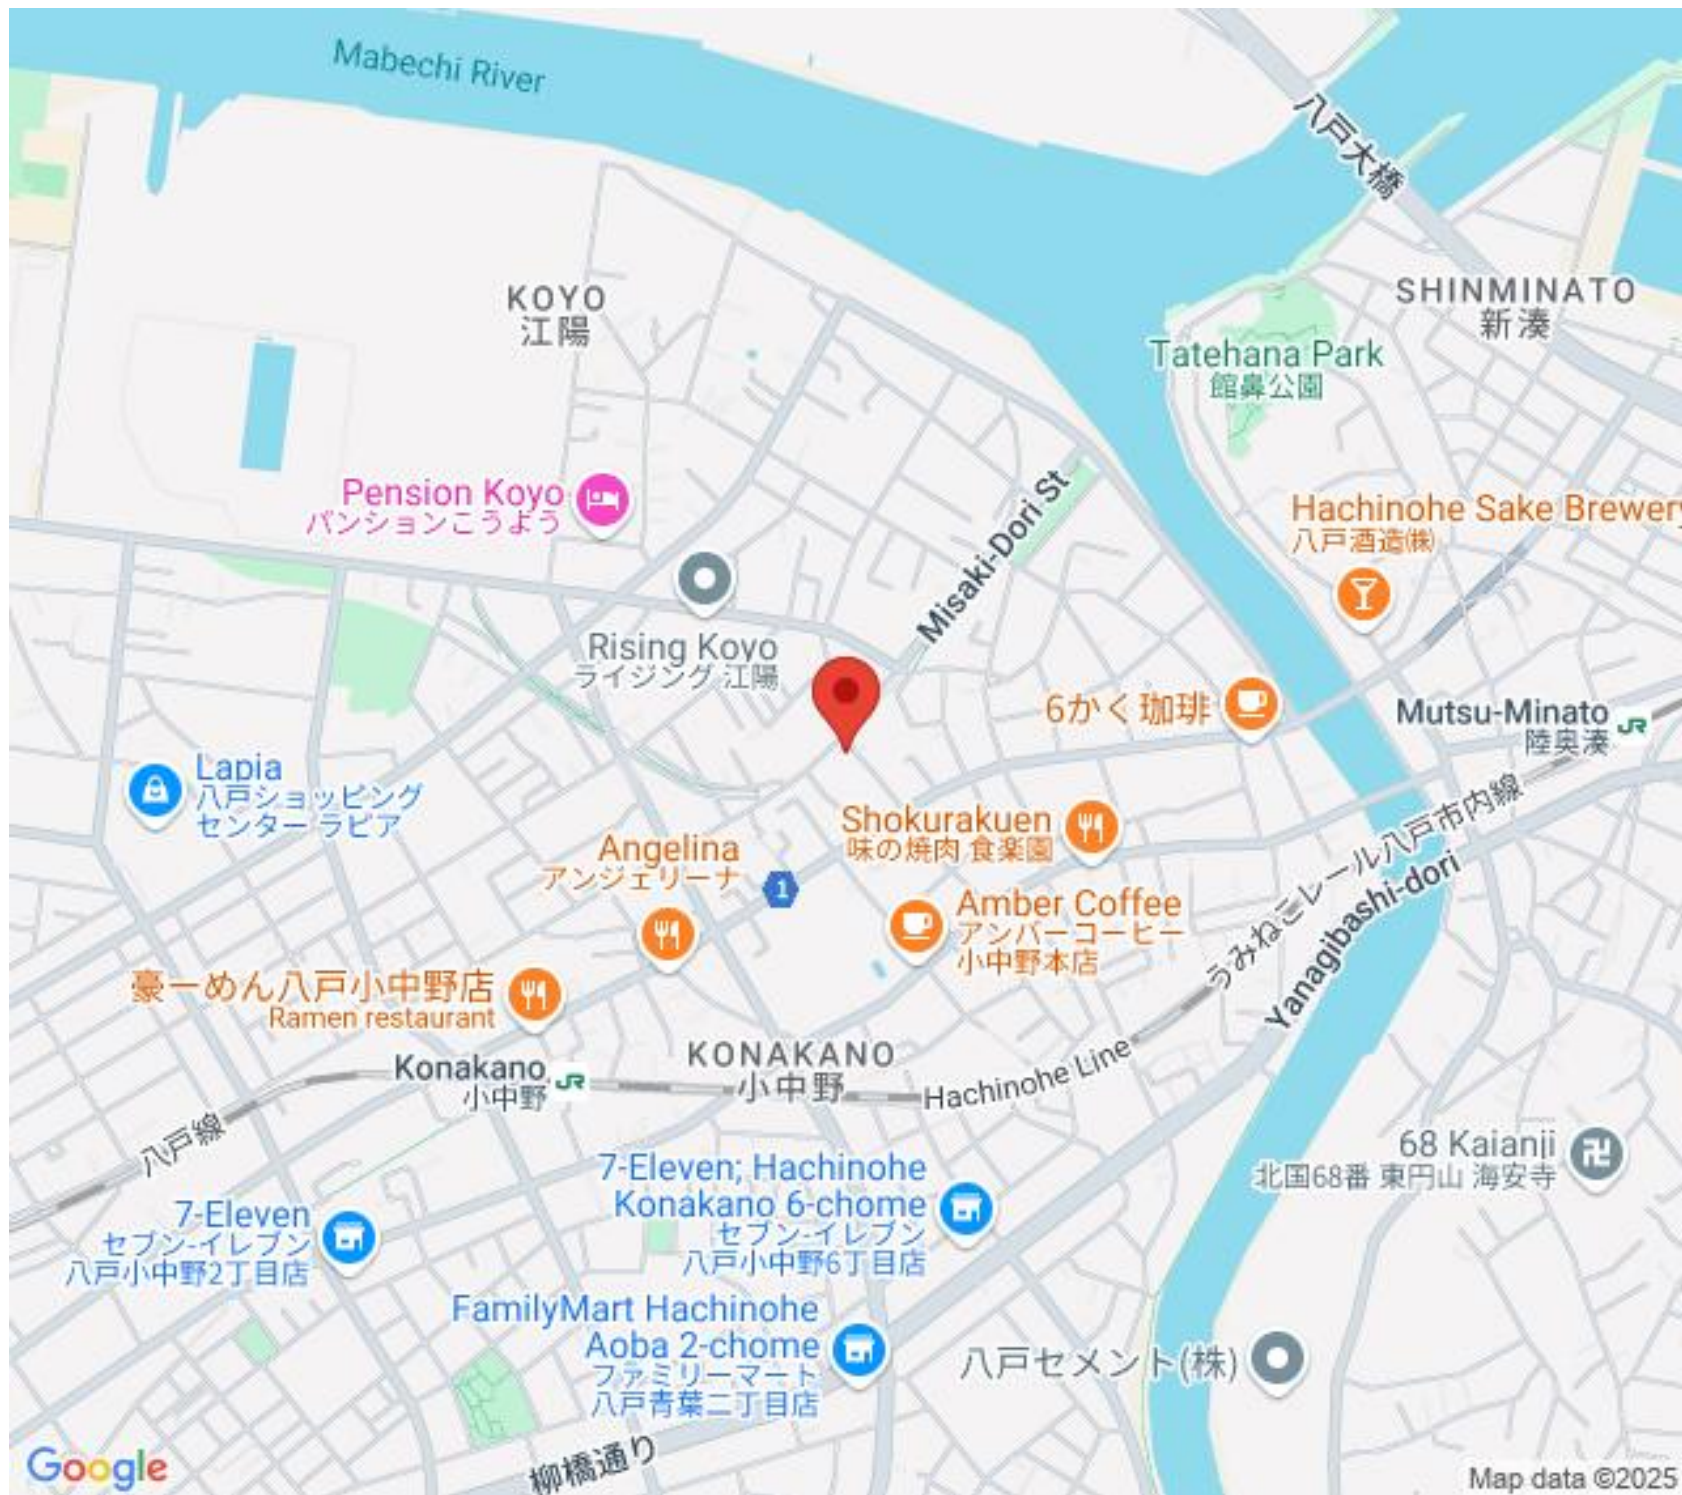 Mabechi River
八戸大橋
KOYO
江陽
SHINMINATO
新湊
Tatehana Park
館鼻公園
Pension Koyo
パンションこうよう
Misaki-Dori St
Hachinohe Sake Brewery
八戸酒造㈱
Rising Koyo
ライジング 江陽
6かく珈琲
Mutsu-Minato
陸奥湊
JR
Lapia
八戸ショッピング
センター ラピア
Shokurakuen
味の焼肉 食楽園
Angelina
アンジェリーナ
1
うみねこレール八戸市内線
Yanagibashi-dori
Amber Coffee
アンバーコーヒー
小中野本店
豪ーめん八戸小中野店
Ramen restaurant
Konakano
小中野
JR
KONAKANO
小中野
Hachinohe Line
八戸線
68 Kaianji
北国68番 東円山 海安寺
7-Eleven; Hachinohe
Konakano 6-chome
セブン-イレブン
八戸小中野6丁目店
7-Eleven
セブン-イレブン
八戸小中野2丁目店
FamilyMart Hachinohe
Aoba 2-chome
ファミリーマート
八戸青葉二丁目店
八戸セメント(株)
柳橋通り
Google
Map data ©2025